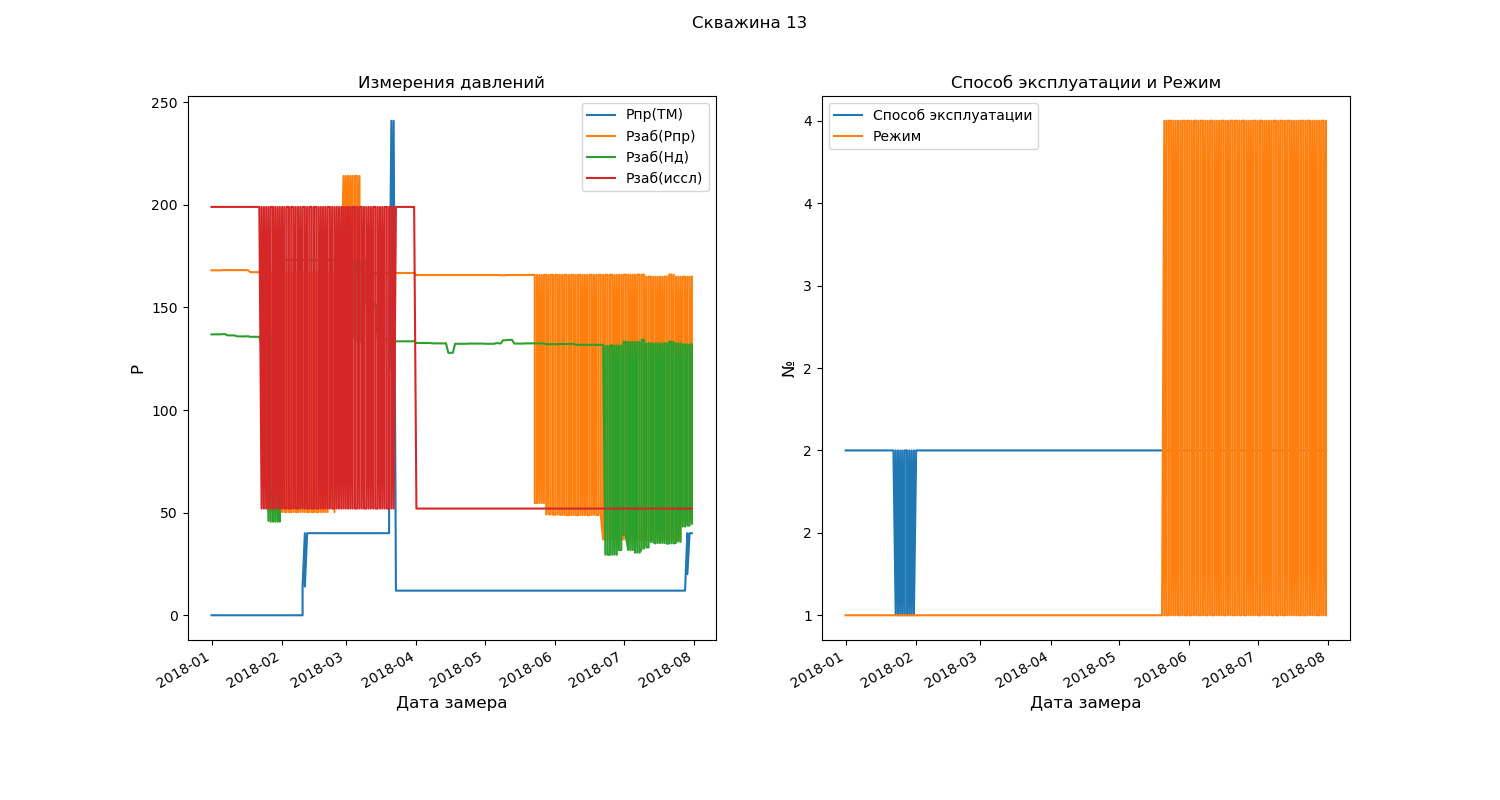 Скважина 13
Измерения давлений
250
200
150
100
50
0
P
Рпр(ТМ)
Рзаб(Рпр)
Рзаб(Нд)
Рзаб(иссл)
2018-01
2018-02
2018-03
2018-04
2018-05
2018-06
2018-07
2018-08
Дата замера
Способ эксплуатации и Режим
4
4
3
2
2
2
1
№
Способ эксплуатации
Режим
2018-01
2018-02
2018-03
2018-04
2018-05
2018-06
2018-07
2018-08
Дата замера